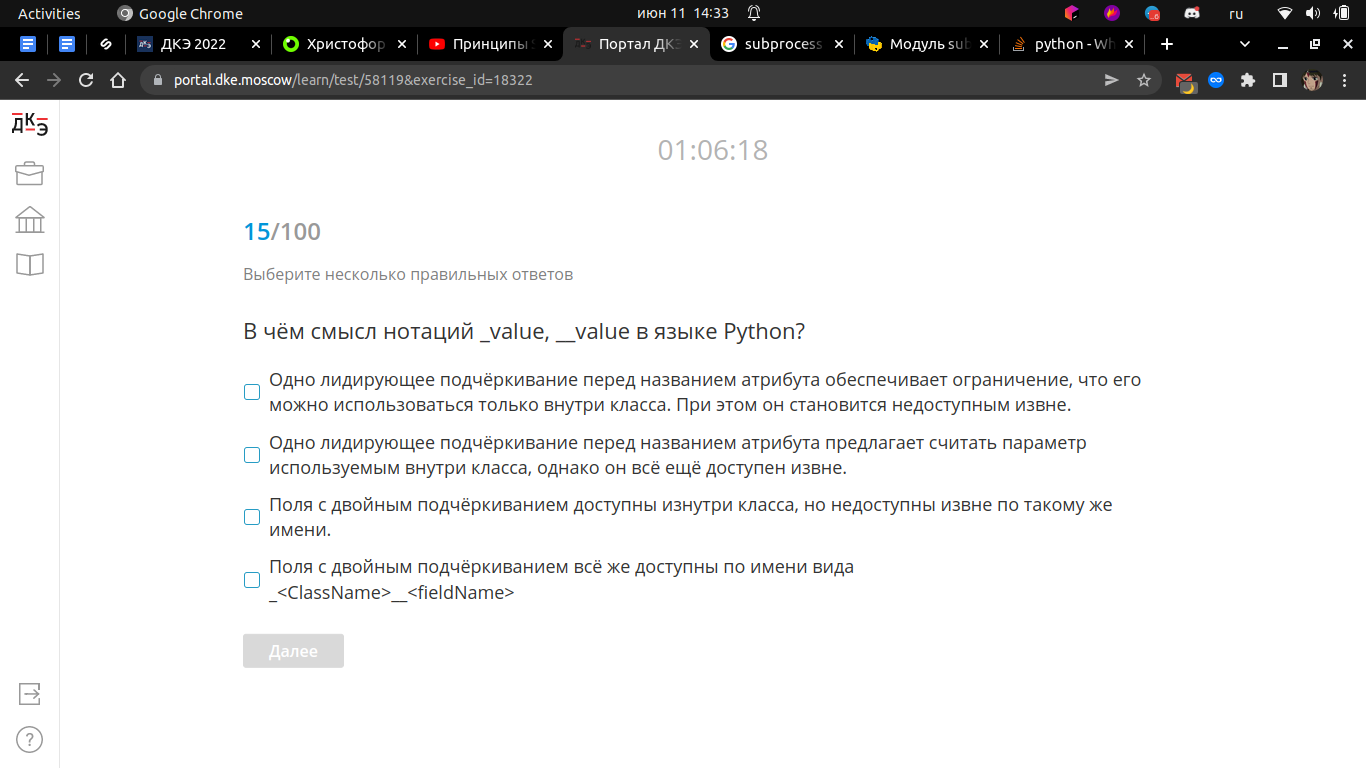 Activities
Google Chrome
июн 11 14:33
ru
ДКЭ 2022
Христофор
Принципы
Портал ДКЭ
subprocess
Модуль sub
python - Wh
portal.dke.moscow/learn/test/58119&exercise_id=18322
ДКЭ
01:06:18
15/100
Выберите несколько правильных ответов
В чём смысл нотаций _value, __value в языке Python?
Одно лидирующее подчёркивание перед названием атрибута обеспечивает ограничение, что его
можно использоваться только внутри класса. При этом он становится недоступным извне.
Одно лидирующее подчёркивание перед названием атрибута предлагает считать параметр
используемым внутри класса, однако он всё ещё доступен извне.
Поля с двойным подчёркиванием доступны изнутри класса, но недоступны извне по такому же
имени.
Поля с двойным подчёркиванием всё же доступны по имени вида
_<ClassName>__<fieldName>
Далее